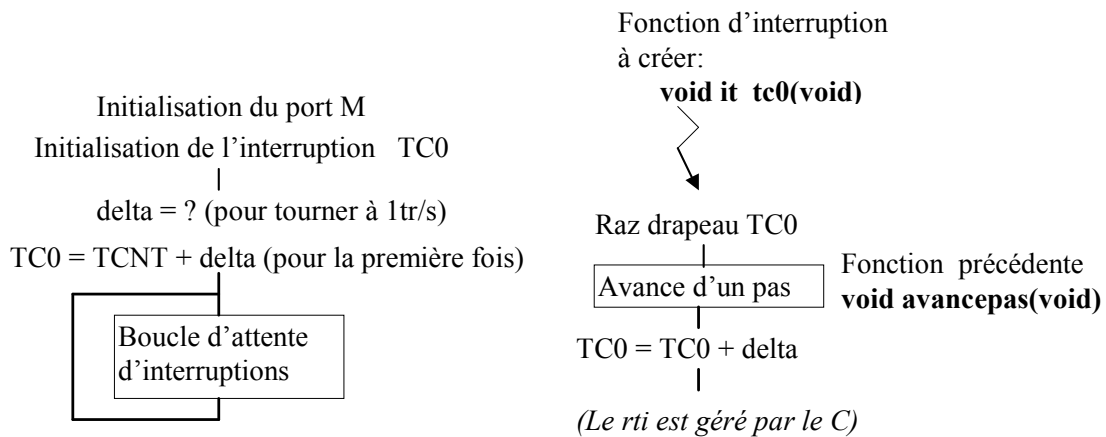 Initialisation du port M
Initialisation de l'interruption TC0
delta = ? (pour tourner à 1tr/s)
TC0 = TCNT + delta (pour la première fois)
Boucle d'attente
d'interruptions
Fonction d'interruption
à créer:
void it tc0(void)
Raz drapeau TC0
Avance d'un pas
Fonction précédente
void avancepas(void)
TC0 = TC0 + delta
(Le rti est géré par le C)